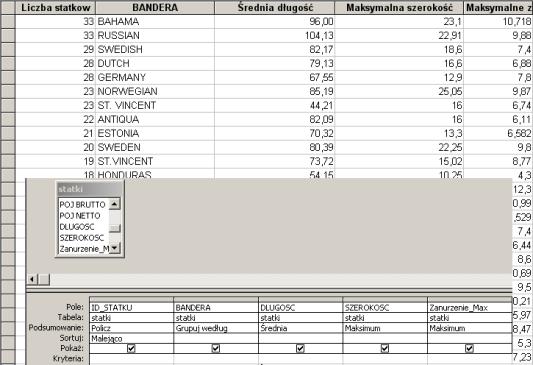 Liczba statkow BANDERA Średnia długość Maksymalna szerokość Maksymalne z
33 BAHAMA 96,00 23,1 10,718
33 RUSSIAN 104,13 22,91 9,88
29 SWEDISH 82,17 18,6 7,4
28 DUTCH 79,13 16,6 6,88
28 GERMANY 67,55 12,9 7,8
23 NORWEGIAN 85,19 25,05 9,87
23 ST. VINCENT 44,21 16 6,74
22 ANTIQUA 82,09 16 6,11
21 ESTONIA 70,32 13,3 6,582
20 SWEDEN 80,39 22,25 9,8
19 ST.VINCENT 73,72 15,02 8,77
18 HONDURAS 54,15 10,25 4,3
12,3
statki
0,99
POJ BRUTTO
POJ NETTO
,529
DLUGOSC
7,4
SZEROKOSC
6,44
Zanurzenie_M
8,6
0,69
9,5
Pole: ID_STATKU BANDERA DLUGOSC SZEROKOSC Zanurzenie_Max
0,21
Tabela: statki statki statki statki statki
5,97
Podsumowanie: Policz Grupuj według Średnia Maksimum Maksimum
8,47
Sortuj: Malejąco
5,3
Pokaż:
Kryteria:
7,23